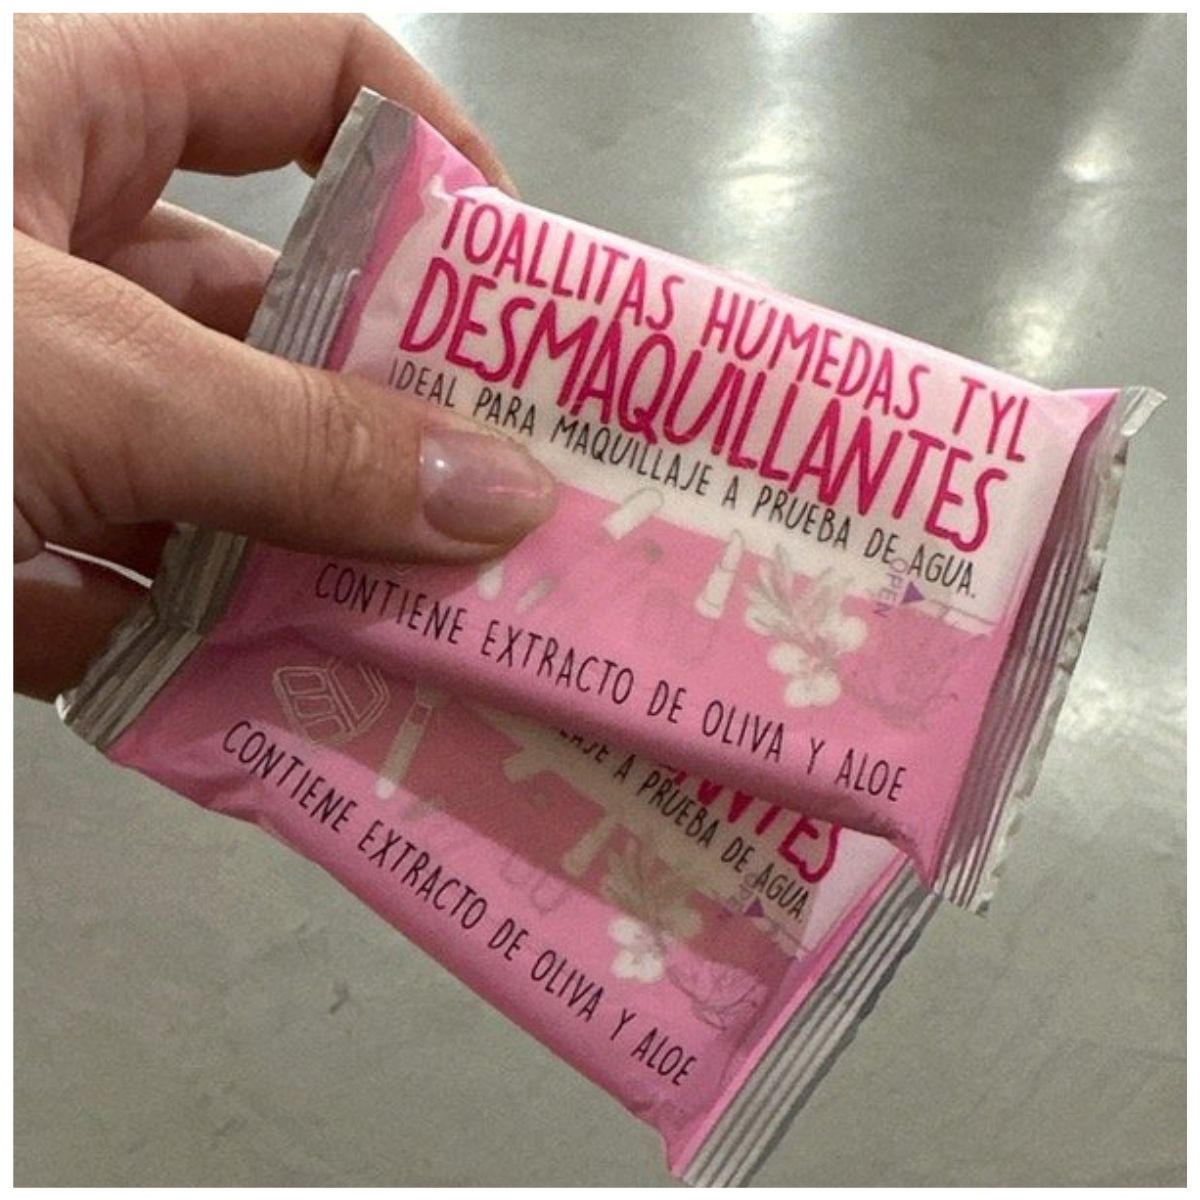 TOALLITAS HÚMEDAS TYL
DESMAQUILLANTES
IDEAL PARA MAQUILLAJE A PRUEBA DE AGUA.
OPEN
CONTIENE EXTRACTO DE OLIVA Y ALOE
A PRUEBA DE AGUA.
CONTIENE EXTRACTO DE OLIVA Y ALOE